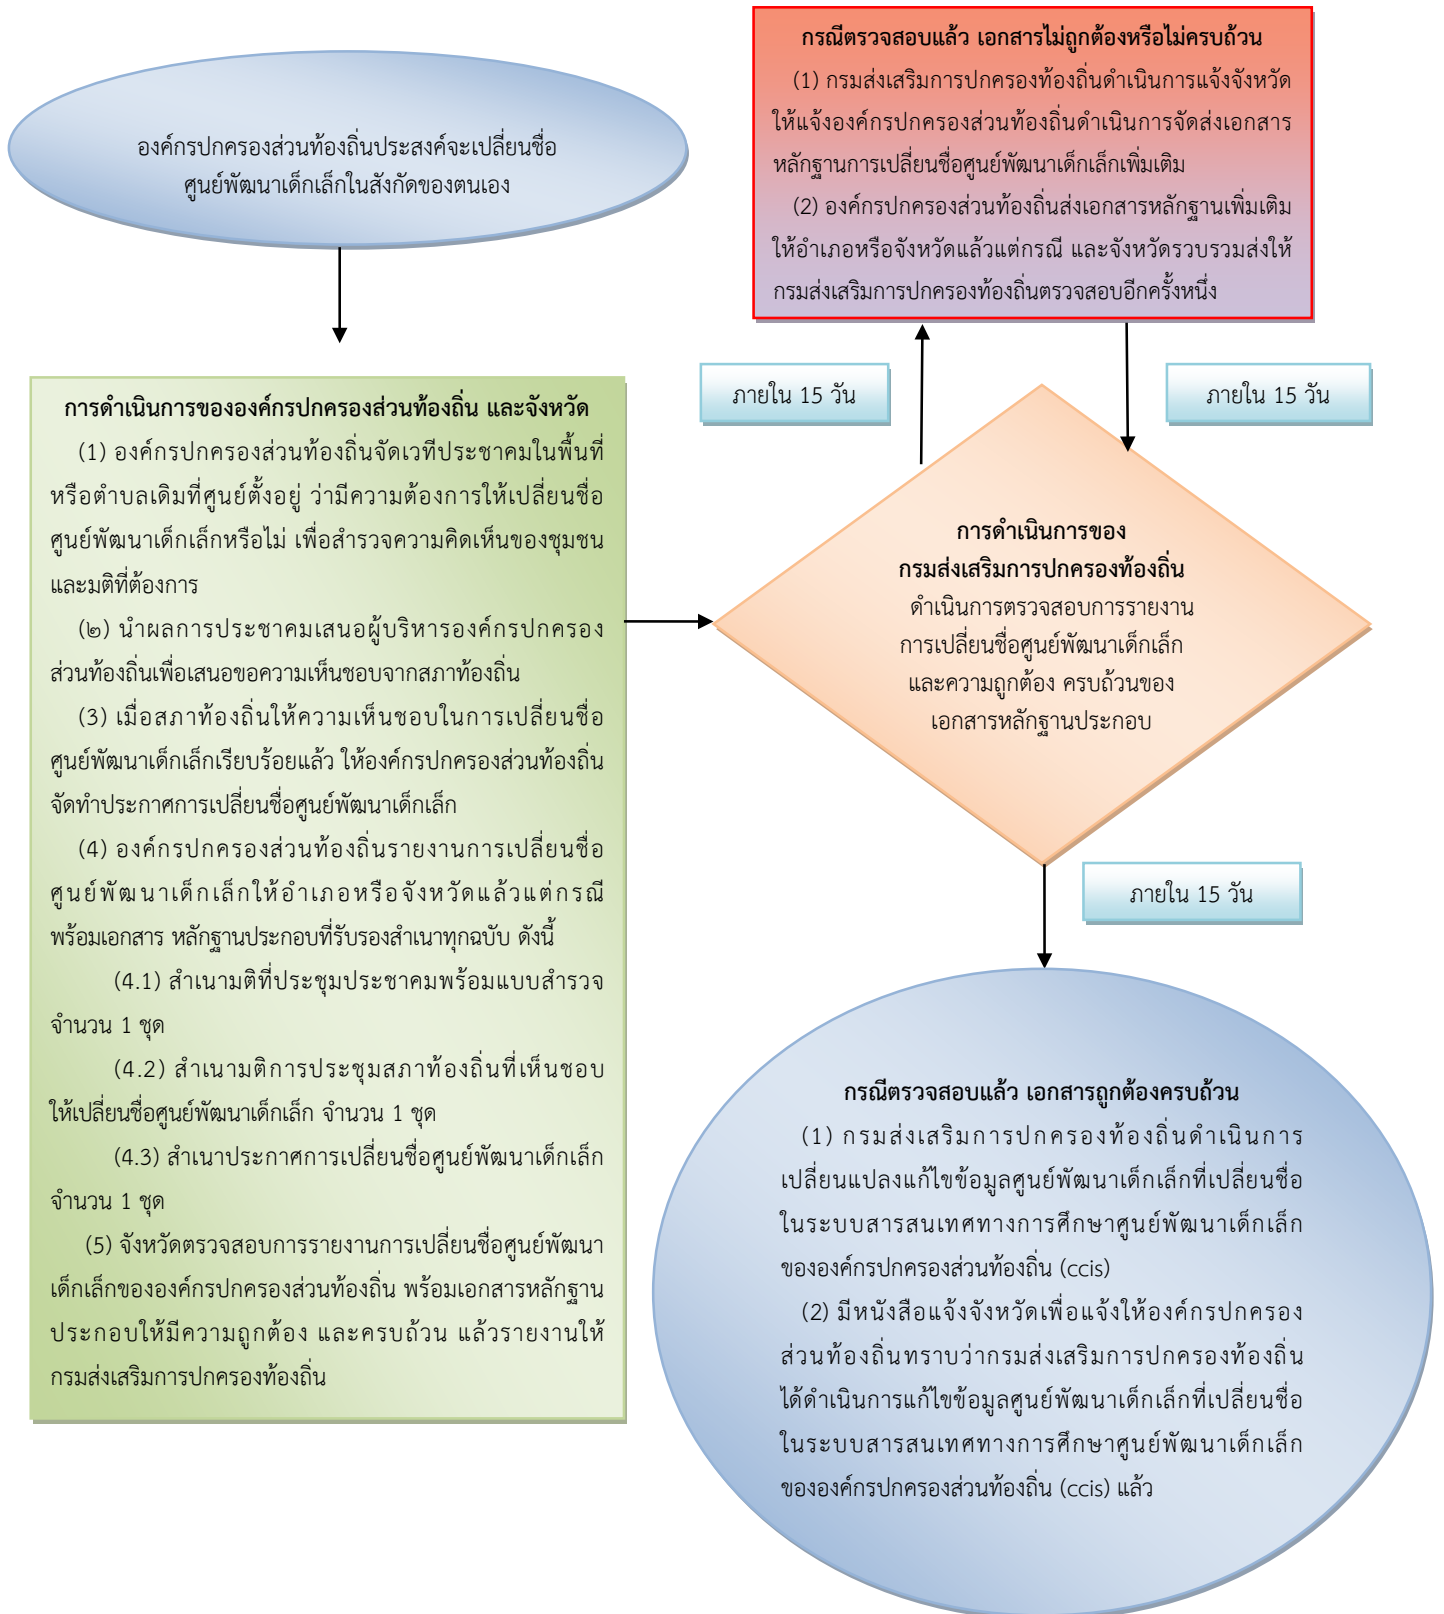 องค์กรปกครองส่วนท้องถิ่นประสงค์จะเปลี่ยนชื่อ
ศูนย์พัฒนาเด็กเล็กในสังกัดของตนเอง
การดำเนินการขององค์กรปกครองส่วนท้องถิ่น และจังหวัด
(1) องค์กรปกครองส่วนท้องถิ่นจัดเวทีประชาคมในพื้นที่
หรือตำบลเดิมที่ศูนย์ตั้งอยู่ ว่ามีความต้องการให้เปลี่ยนชื่อ
ศูนย์พัฒนาเด็กเล็กหรือไม่ เพื่อสำรวจความคิดเห็นของชุมชน
และมติที่ต้องการ
(๒) นำผลการประชาคมเสนอผู้บริหารองค์กรปกครอง
ส่วนท้องถิ่นเพื่อเสนอขอความเห็นชอบจากสภาท้องถิ่น
(3) เมื่อสภาท้องถิ่นให้ความเห็นชอบในการเปลี่ยนชื่อ
ศูนย์พัฒนาเด็กเล็กเรียบร้อยแล้ว ให้องค์กรปกครองส่วนท้องถิ่น
จัดทำประกาศการเปลี่ยนชื่อศูนย์พัฒนาเด็กเล็ก
(4) องค์กรปกครองส่วนท้องถิ่นรายงานการเปลี่ยนชื่อ
ศูนย์พัฒนาเด็กเล็กให้อำเภอหรือจังหวัดแล้วแต่กรณี
พร้อมเอกสาร หลักฐานประกอบที่รับรองสำเนาทุกฉบับ ดังนี้
(4.1) สำเนามติที่ประชุมประชาคมพร้อมแบบสำรวจ
จำนวน 1 ชุด
(4.2) สำเนามติการประชุมสภาท้องถิ่นที่เห็นชอบ
ให้เปลี่ยนชื่อศูนย์พัฒนาเด็กเล็ก จำนวน 1 ชุด
(4.3) สำเนาประกาศการเปลี่ยนชื่อศูนย์พัฒนาเด็กเล็ก
จำนวน 1 ชุด
(5) จังหวัดตรวจสอบการรายงานการเปลี่ยนชื่อศูนย์พัฒนา
เด็กเล็กขององค์กรปกครองส่วนท้องถิ่น พร้อมเอกสารหลักฐาน
ประกอบให้มีความถูกต้อง และครบถ้วน แล้วรายงานให้
กรมส่งเสริมการปกครองท้องถิ่น
กรณีตรวจสอบแล้ว เอกสารไม่ถูกต้องหรือไม่ครบถ้วน
(1) กรมส่งเสริมการปกครองท้องถิ่นดำเนินการแจ้งจังหวัด
ให้แจ้งองค์กรปกครองส่วนท้องถิ่นดำเนินการจัดส่งเอกสาร
หลักฐานการเปลี่ยนชื่อศูนย์พัฒนาเด็กเล็กเพิ่มเติม
(2) องค์กรปกครองส่วนท้องถิ่นส่งเอกสารหลักฐานเพิ่มเติม
ให้อำเภอหรือจังหวัดแล้วแต่กรณี และจังหวัดรวบรวมส่งให้
กรมส่งเสริมการปกครองท้องถิ่นตรวจสอบอีกครั้งหนึ่ง
ภายใน 15 วัน
ภายใน 15 วัน
การดำเนินการของ
กรมส่งเสริมการปกครองท้องถิ่น
ดำเนินการตรวจสอบการรายงาน
การเปลี่ยนชื่อศูนย์พัฒนาเด็กเล็ก
และความถูกต้อง ครบถ้วนของ
เอกสารหลักฐานประกอบ
ภายใน 15 วัน
กรณีตรวจสอบแล้ว เอกสารถูกต้องครบถ้วน
(1) กรมส่งเสริมการปกครองท้องถิ่นดำเนินการ
เปลี่ยนแปลงแก้ไขข้อมูลศูนย์พัฒนาเด็กเล็กที่เปลี่ยนชื่อ
ในระบบสารสนเทศทางการศึกษาศูนย์พัฒนาเด็กเล็ก
ขององค์กรปกครองส่วนท้องถิ่น (ccis)
(2) มีหนังสือแจ้งจังหวัดเพื่อแจ้งให้องค์กรปกครอง
ส่วนท้องถิ่นทราบว่ากรมส่งเสริมการปกครองท้องถิ่น
ได้ดำเนินการแก้ไขข้อมูลศูนย์พัฒนาเด็กเล็กที่เปลี่ยนชื่อ
ในระบบสารสนเทศทางการศึกษาศูนย์พัฒนาเด็กเล็ก
ขององค์กรปกครองส่วนท้องถิ่น (ccis) แล้ว